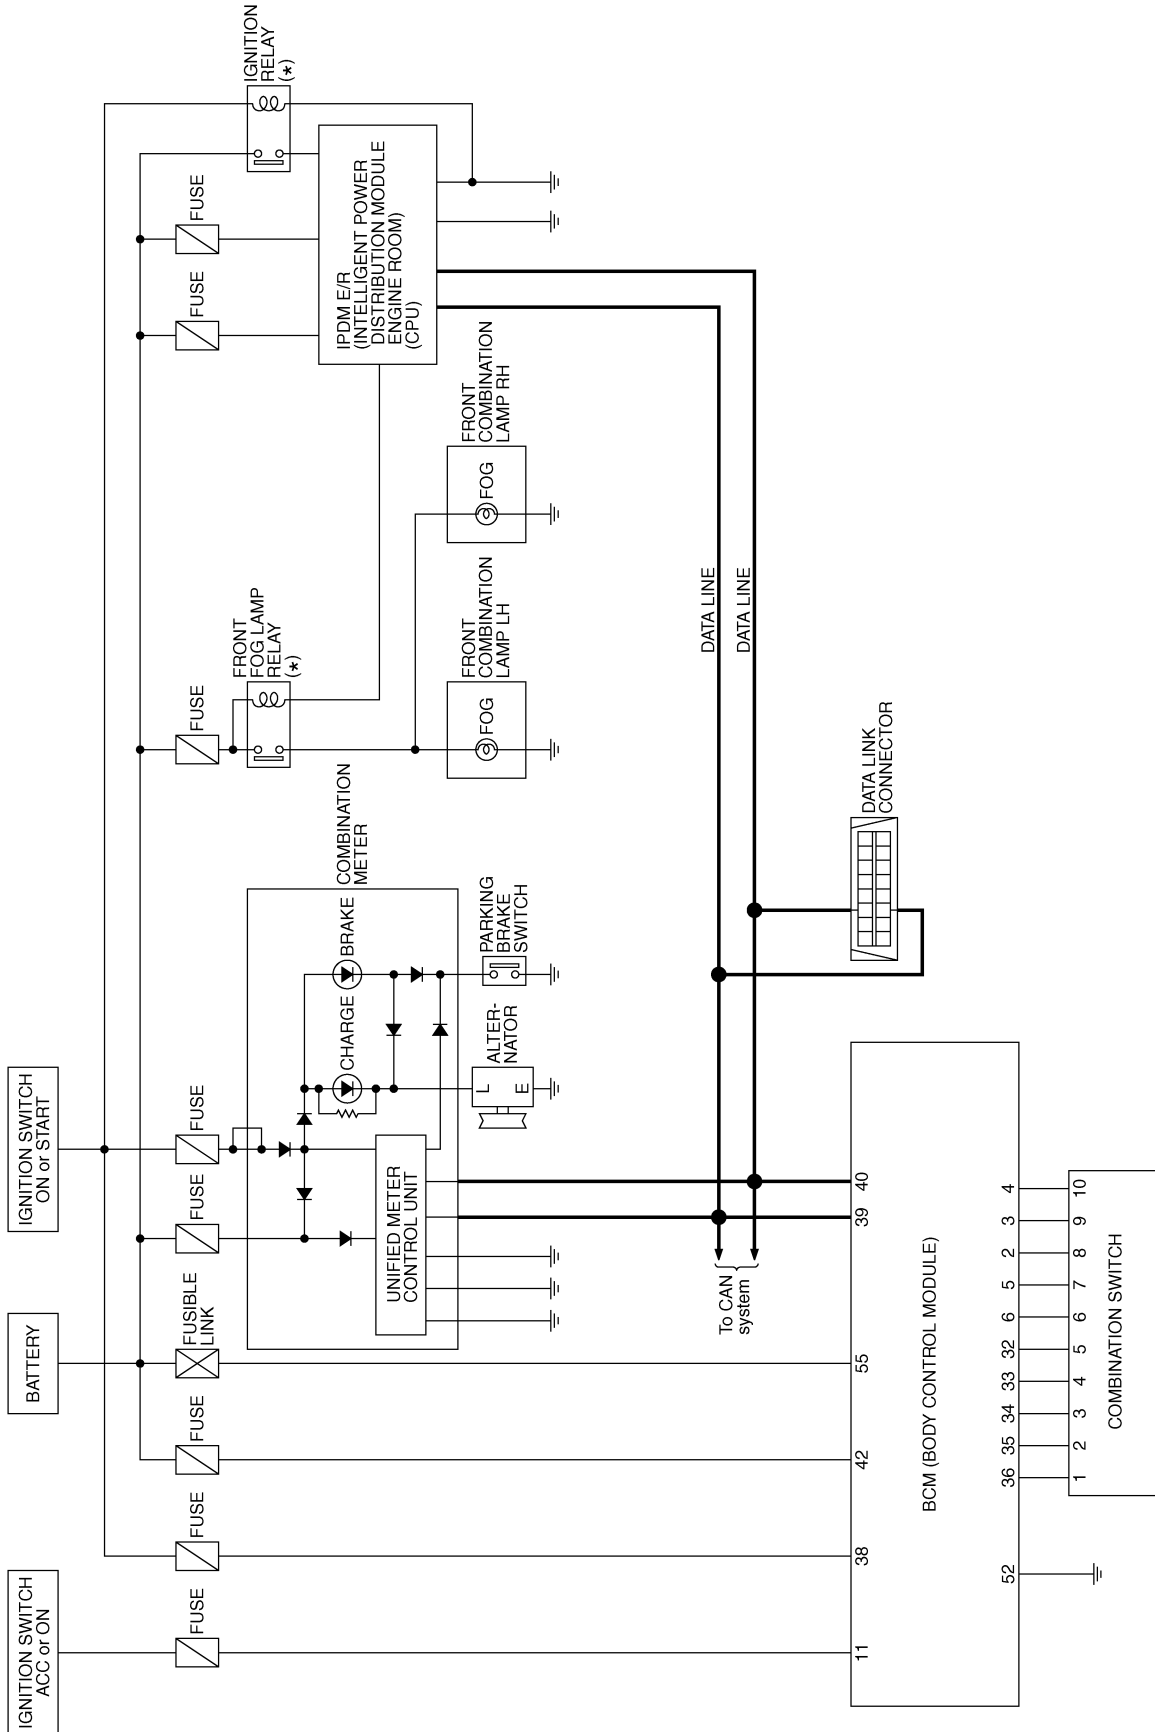 IGNITION SWITCH
ACC or ON
BATTERY
IGNITION SWITCH
ON or START
FUSE
FUSE
FUSE
FUSIBLE
LINK
FUSE
FUSE
FUSE
FUSE
FUSE
FRONT
FOG LAMP
RELAY
(*)
IGNITION
RELAY
(*)
COMBINATION
METER
CHARGE
BRAKE
UNIFIED METER
CONTROL UNIT
ALTER-
NATOR
L
E
PARKING
BRAKE
SWITCH
FRONT
COMBINATION
LAMP LH
FOG
FRONT
COMBINATION
LAMP RH
FOG
IPDM E/R
(INTELLIGENT POWER
DISTRIBUTION MODULE
ENGINE ROOM)
(CPU)
DATA LINE
DATA LINE
To CAN
system
DATA LINK
CONNECTOR
11
38
42
55
39
40
BCM (BODY CONTROL MODULE)
52
36
35
34
33
32
6
5
2
3
4
1
2
3
4
5
6
7
8
9
10
COMBINATION SWITCH